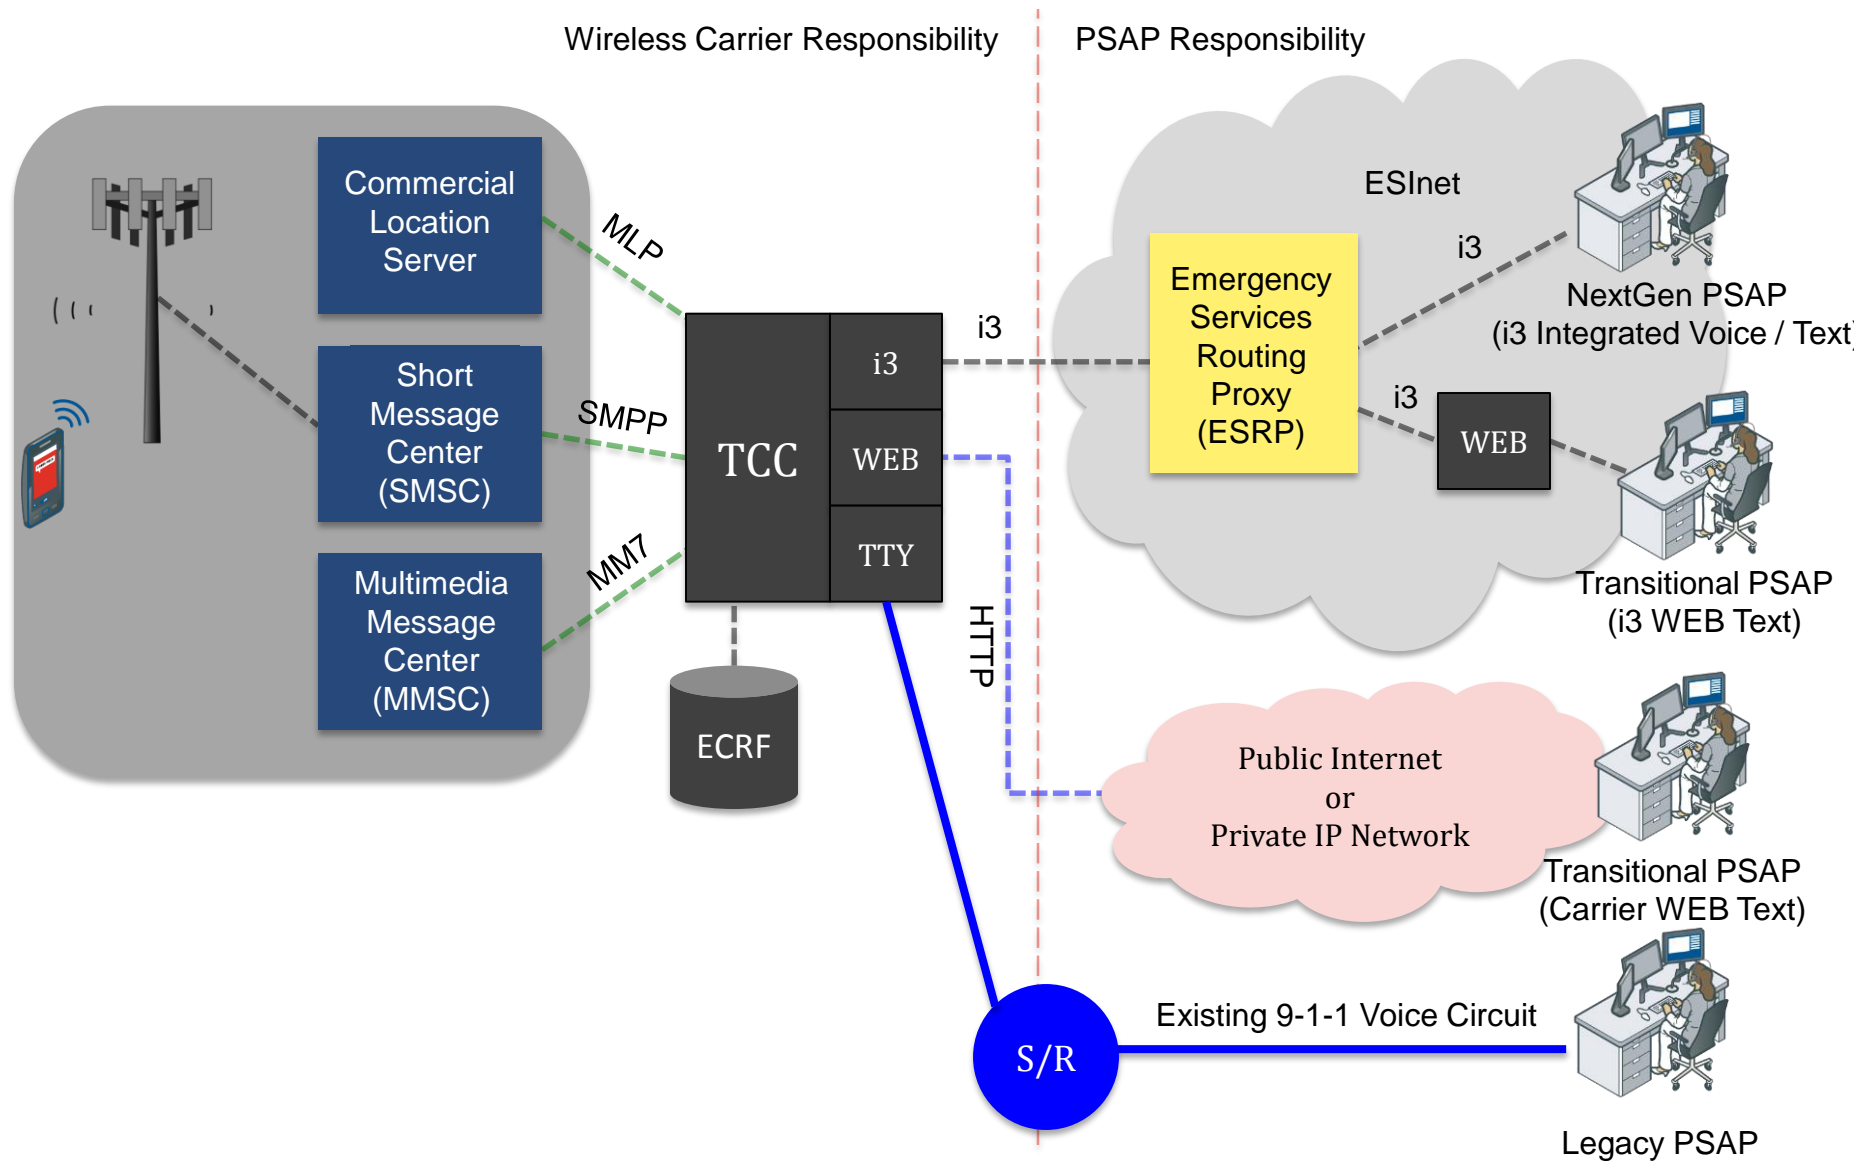 Wireless Carrier Responsibility
PSAP Responsibility
Commercial
Location
Server
MLP
Short
Message
Center
(SMSC)
SMPP
Multimedia
Message
Center
(MMSC)
MM7
TCC
i3
WEB
TTY
ECRF
i3
HTTP
ESInet
Emergency
Services
Routing
Proxy
(ESRP)
i3
NextGen PSAP
(i3 Integrated Voice / Text)
i3
WEB
Transitional PSAP
(i3 WEB Text)
Public Internet
or
Private IP Network
Transitional PSAP
(Carrier WEB Text)
S/R
Existing 9-1-1 Voice Circuit
Legacy PSAP